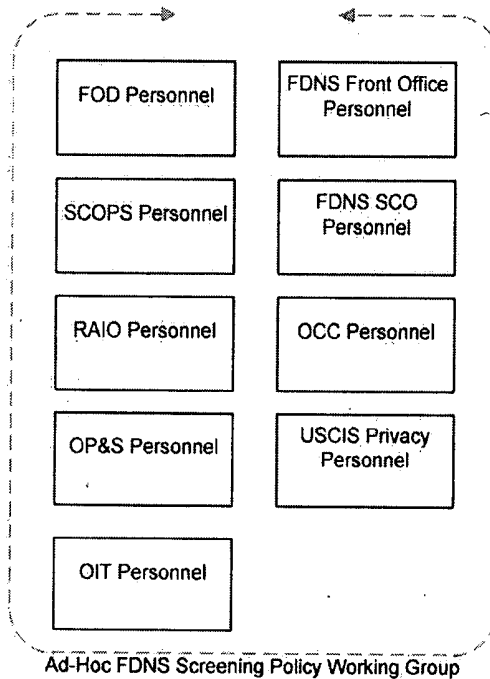 FOD Personnel
FDNS Front Office
Personnel
SCOPS Personnel
FDNS SCO
Personnel
RAIO Personnel
OCC Personnel
OP&S Personnel
USCIS Privacy
Personnel
OIT Personnel
Ad-Hoc FDNS Screening Policy Working Group